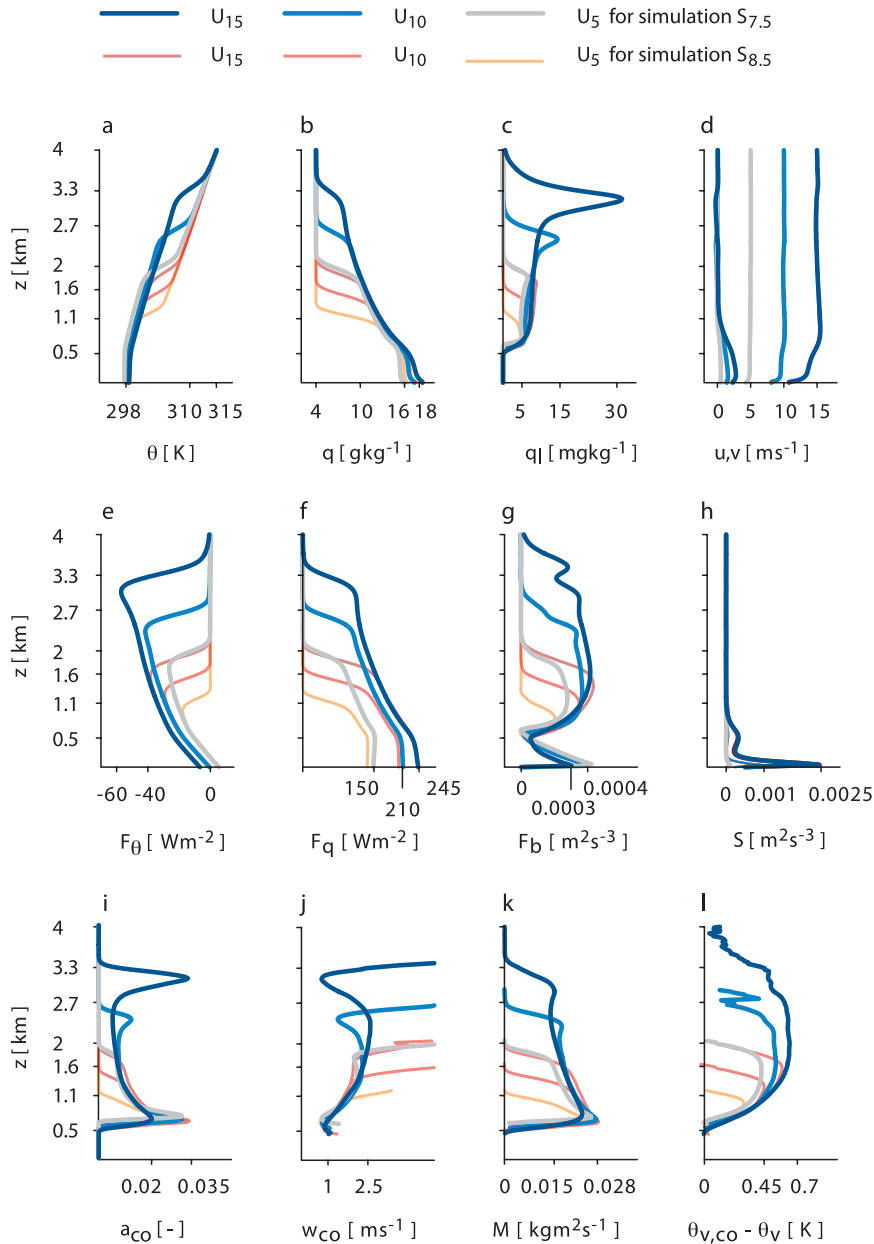 U15 U10 U5 for simulation S7.5
U15 U10 U5 for simulation S8.5
a b c d
4
3.3
2.7
2
1.6
1.1
0.5
z [ km ]
298 310 315 4 10 16 18 5 15 30 0 5 10 15
θ [ K ] q [ gkg-1 ] ql [ mgkg-1 ] u,v [ ms-1 ]
e f g h
4
3.3
2.7
2
1.6
1.1
0.5
z [ km ]
-60 -40 0 150 210 245 0 0.0003 0.0004 0 0.001 0.0025
Fθ [ Wm-2 ] Fq [ Wm-2 ] Fb [ m2s-3 ] S [ m2s-3 ]
i j k l
4
3.3
2.7
2
1.6
1.1
0.5
z [ km ]
0.02 0.035 1 2.5 0 0.015 0.028 0 0.45 0.7
aco [-] wco [ ms-1 ] M [ kgm2s-1 ] θv,co - θv [ K ]